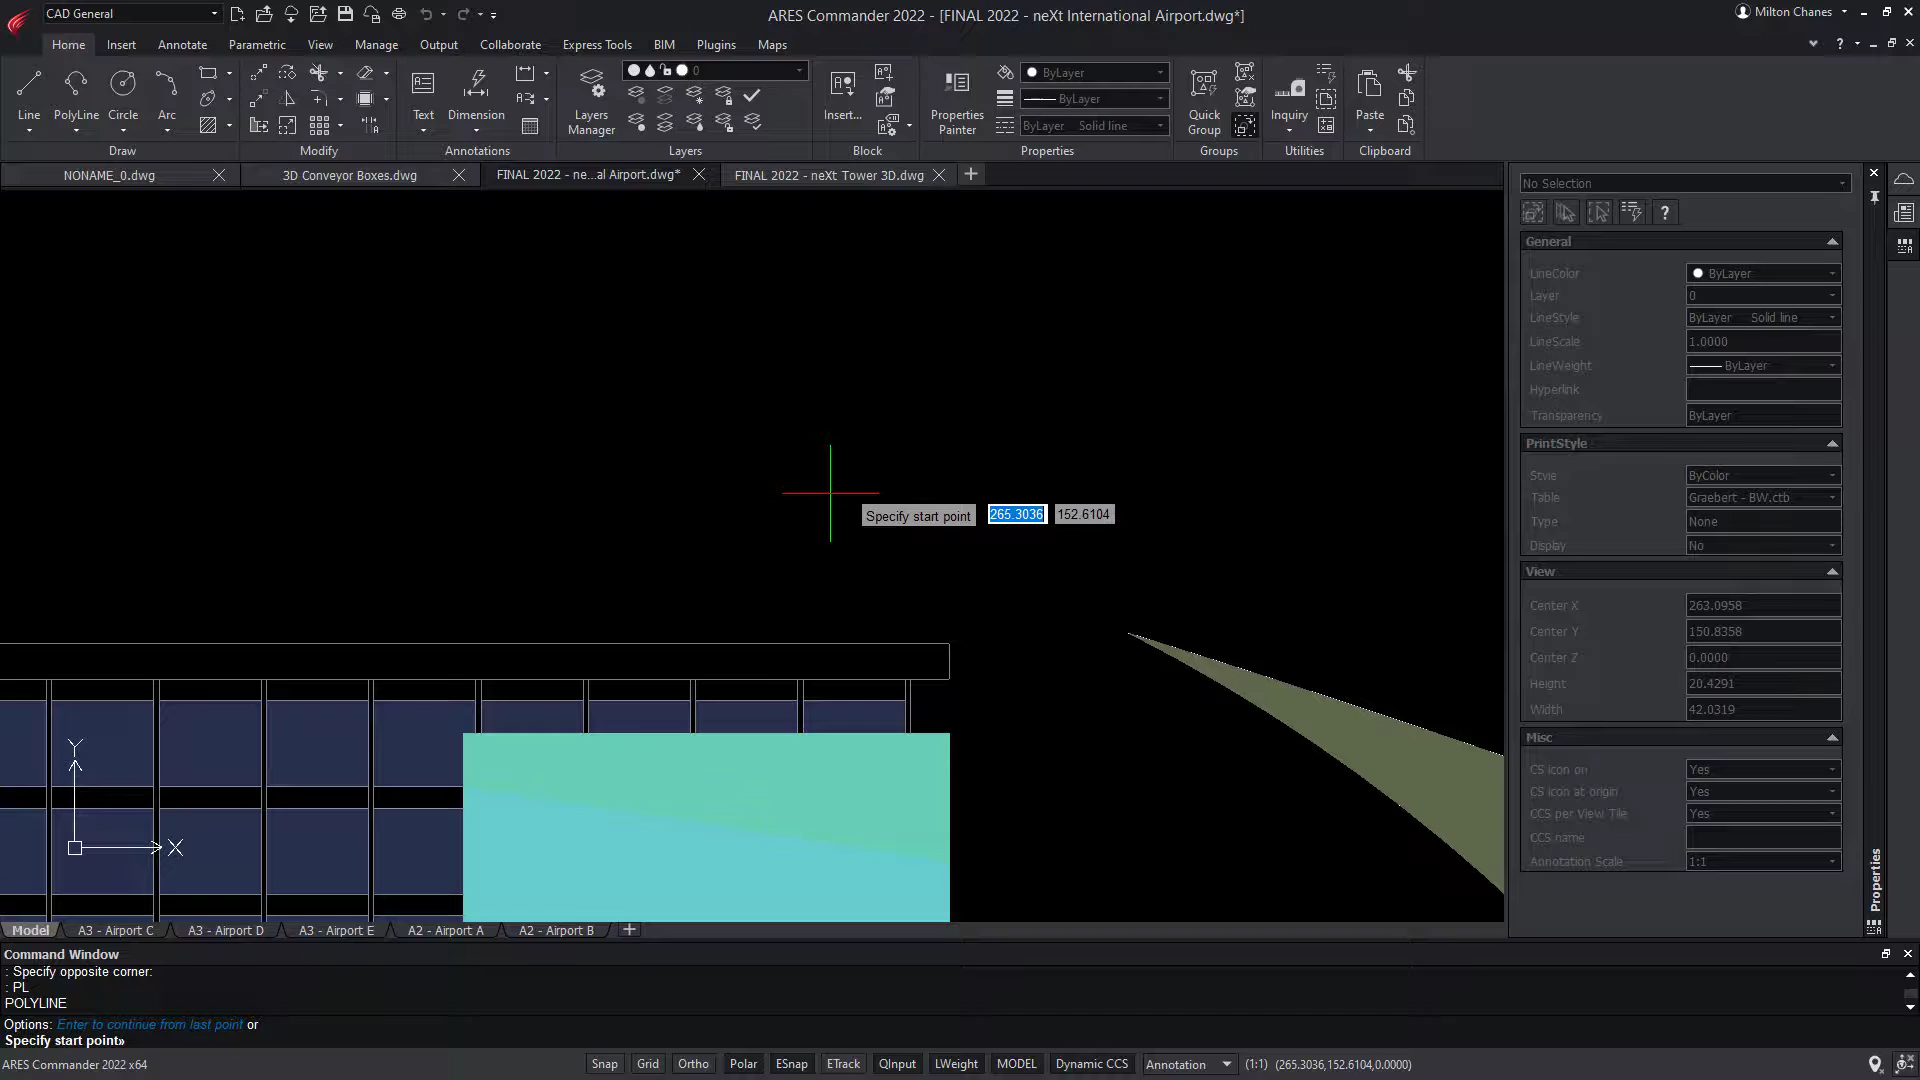 CAD General
ARES Commander 2022 - [FINAL 2022 - neXt International Airport.dwg*]
Milton Chanes
Home Insert Annotate Parametric View Manage Output Collaborate Express Tools BIM Plugins Maps
Line PolyLine Circle Arc
Text Dimension
Layers Manager
0
Insert...
Properties Painter
ByLayer
ByLayer
ByLayer Solid line
Quick Group
Inquiry
Paste
Draw Modify Annotations Layers Block Properties Groups Utilities Clipboard
NONAME_0.dwg
3D Conveyor Boxes.dwg
FINAL 2022 - ne...al Airport.dwg*
FINAL 2022 - neXt Tower 3D.dwg
No Selection
General
LineColor ByLayer
Layer 0
LineStyle ByLayer Solid line
LineScale 1.0000
LineWeight ByLayer
Hyperlink
Transparency ByLayer
PrintStyle
Style ByColor
Table Graebert - BW.ctb
Type None
Display No
View
Center X 263.0958
Center Y 150.8358
Center Z 0.0000
Height 20.4291
Width 42.0319
Misc
CS icon on Yes
CS icon at origin Yes
CCS per View Tile Yes
CCS name
Annotation Scale 1:1
Properties
Specify start point 265.3036 152.6104
Y
X
Model A3 - Airport C A3 - Airport D A3 - Airport E A2 - Airport A A2 - Airport B
Command Window
: Specify opposite corner:
: PL
POLYLINE
Options: Enter to continue from last point or
Specify start point»
ARES Commander 2022 x64
Snap Grid Ortho Polar ESnap ETrack QInput LWeight MODEL Dynamic CCS Annotation (1:1) (265.3036,152.6104,0.0000)